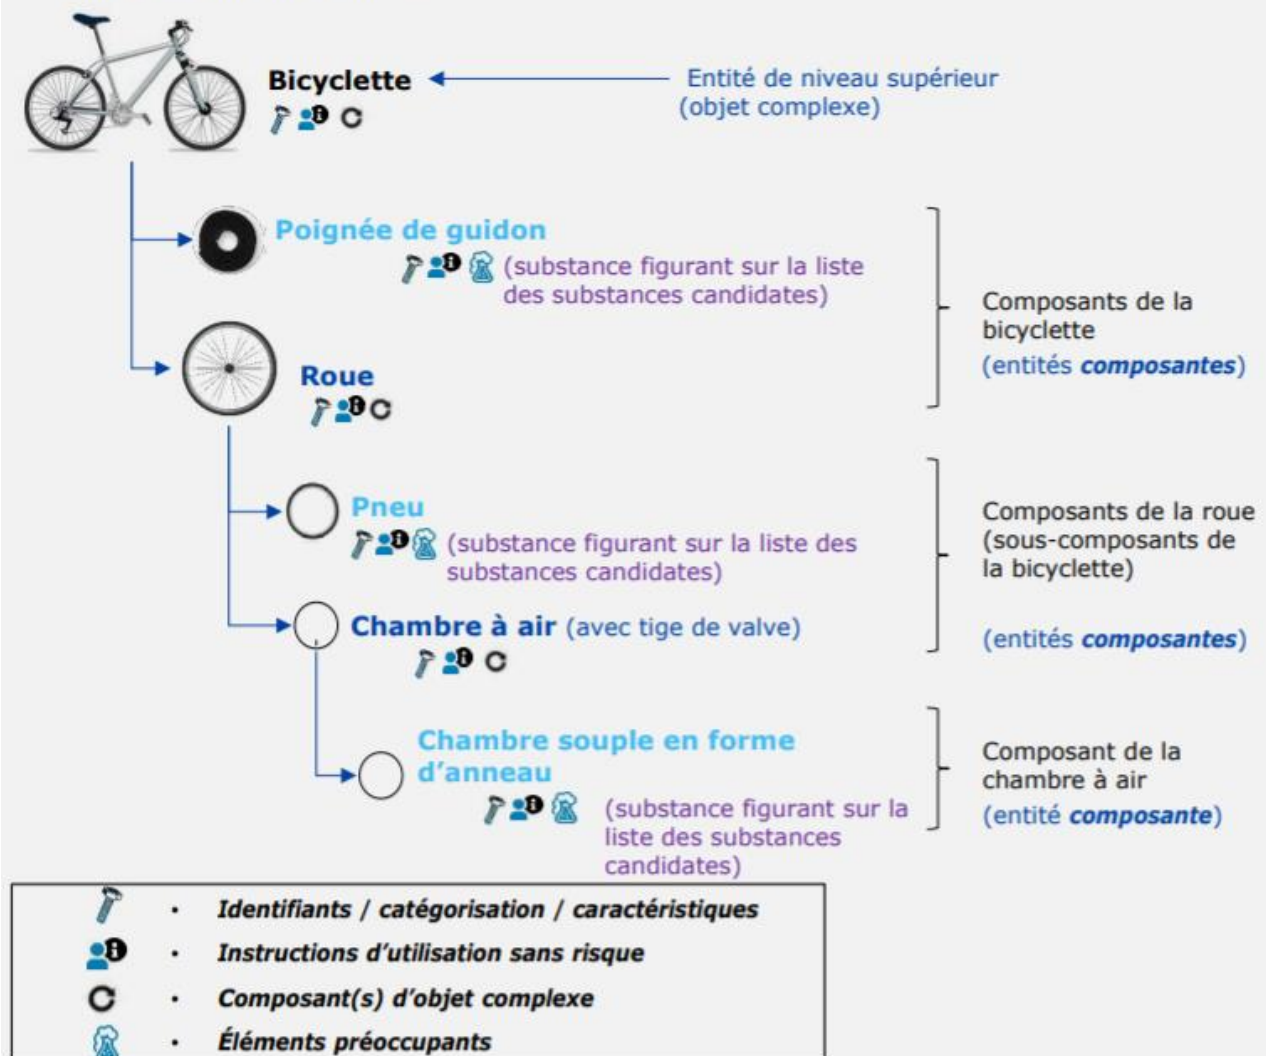 Bicyclette
Entité de niveau supérieur
(objet complexe)
Poignée de guidon
(substance figurant sur la liste
des substances candidates)
Composants de la
bicyclette
(entités composantes)
Roue
Pneu
(substance figurant sur la liste des
substances candidates)
Chambre à air (avec tige de valve)
Composants de la roue
(sous-composants de
la bicyclette)
(entités composantes)
Chambre souple en forme
d'anneau
(substance figurant sur la
liste des substances
candidates)
Composant de la
chambre à air
(entité composante)
• Identifiants / catégorisation / caractéristiques
• Instructions d'utilisation sans risque
• Composant(s) d'objet complexe
• Éléments préoccupants